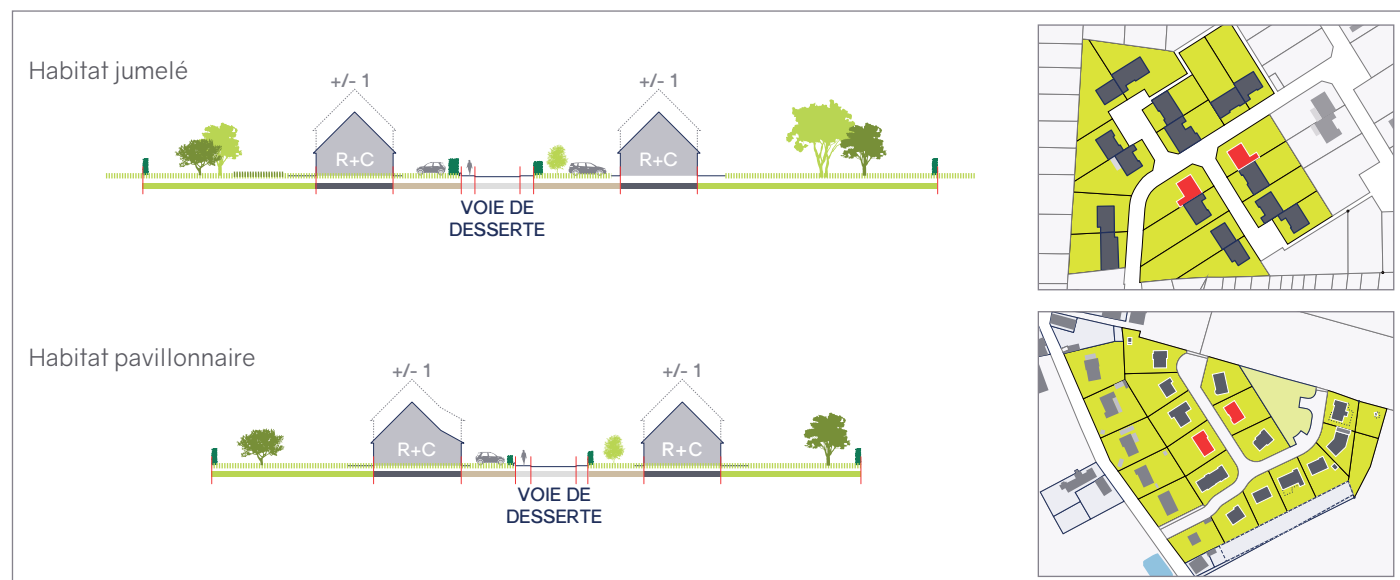 Habitat jumelé
+/- 1
+/- 1
R+C
R+C
VOIE DE
DESSERTE
Habitat pavillonnaire
+/- 1
+/- 1
R+C
R+C
VOIE DE
DESSERTE